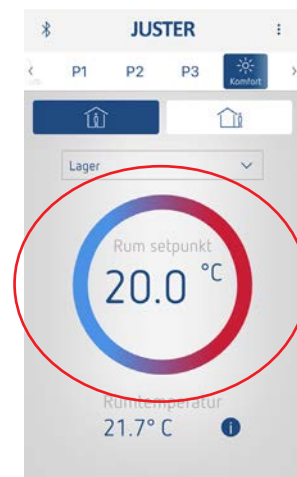 JUSTER
P1 P2 P3 Komfort
Lager
Rum setpunkt
20.0 °C
Rumtemperatur
21.7° C i